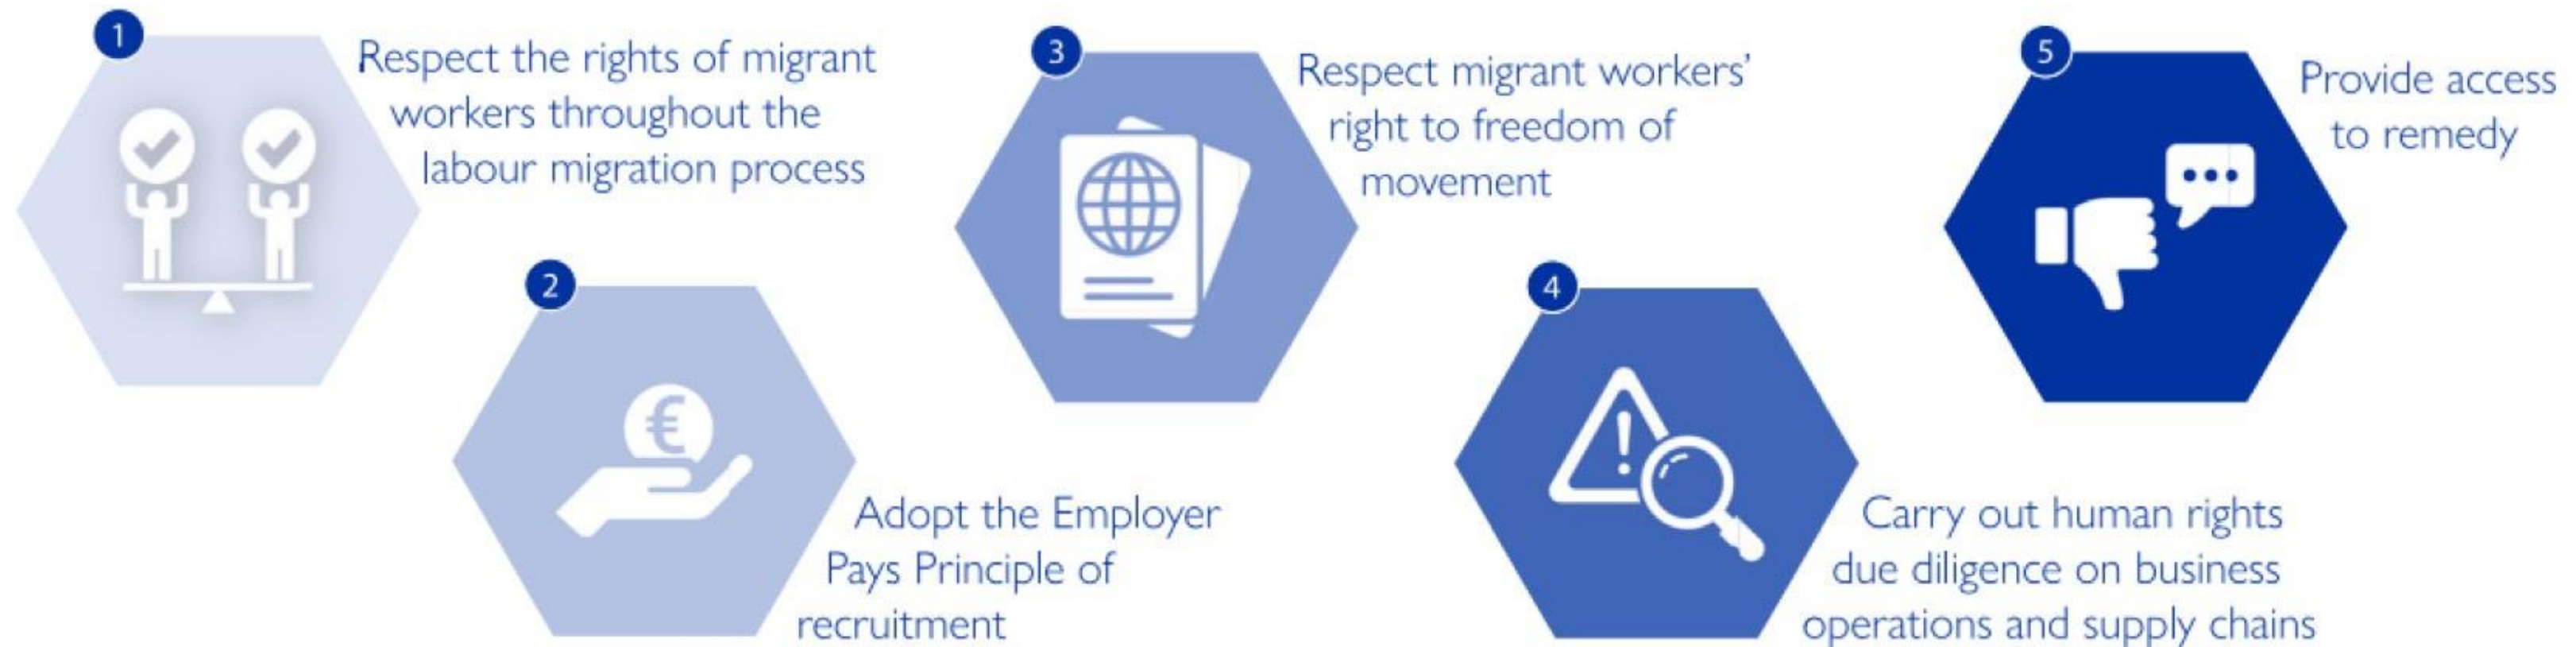 1
Respect the rights of migrant
workers throughout the
labour migration process
2
€
Adopt the Employer
Pays Principle of
recruitment
3
Respect migrant workers'
right to freedom of
movement
4
!
Carry out human rights
due diligence on business
operations and supply chains
5
Provide access
to remedy